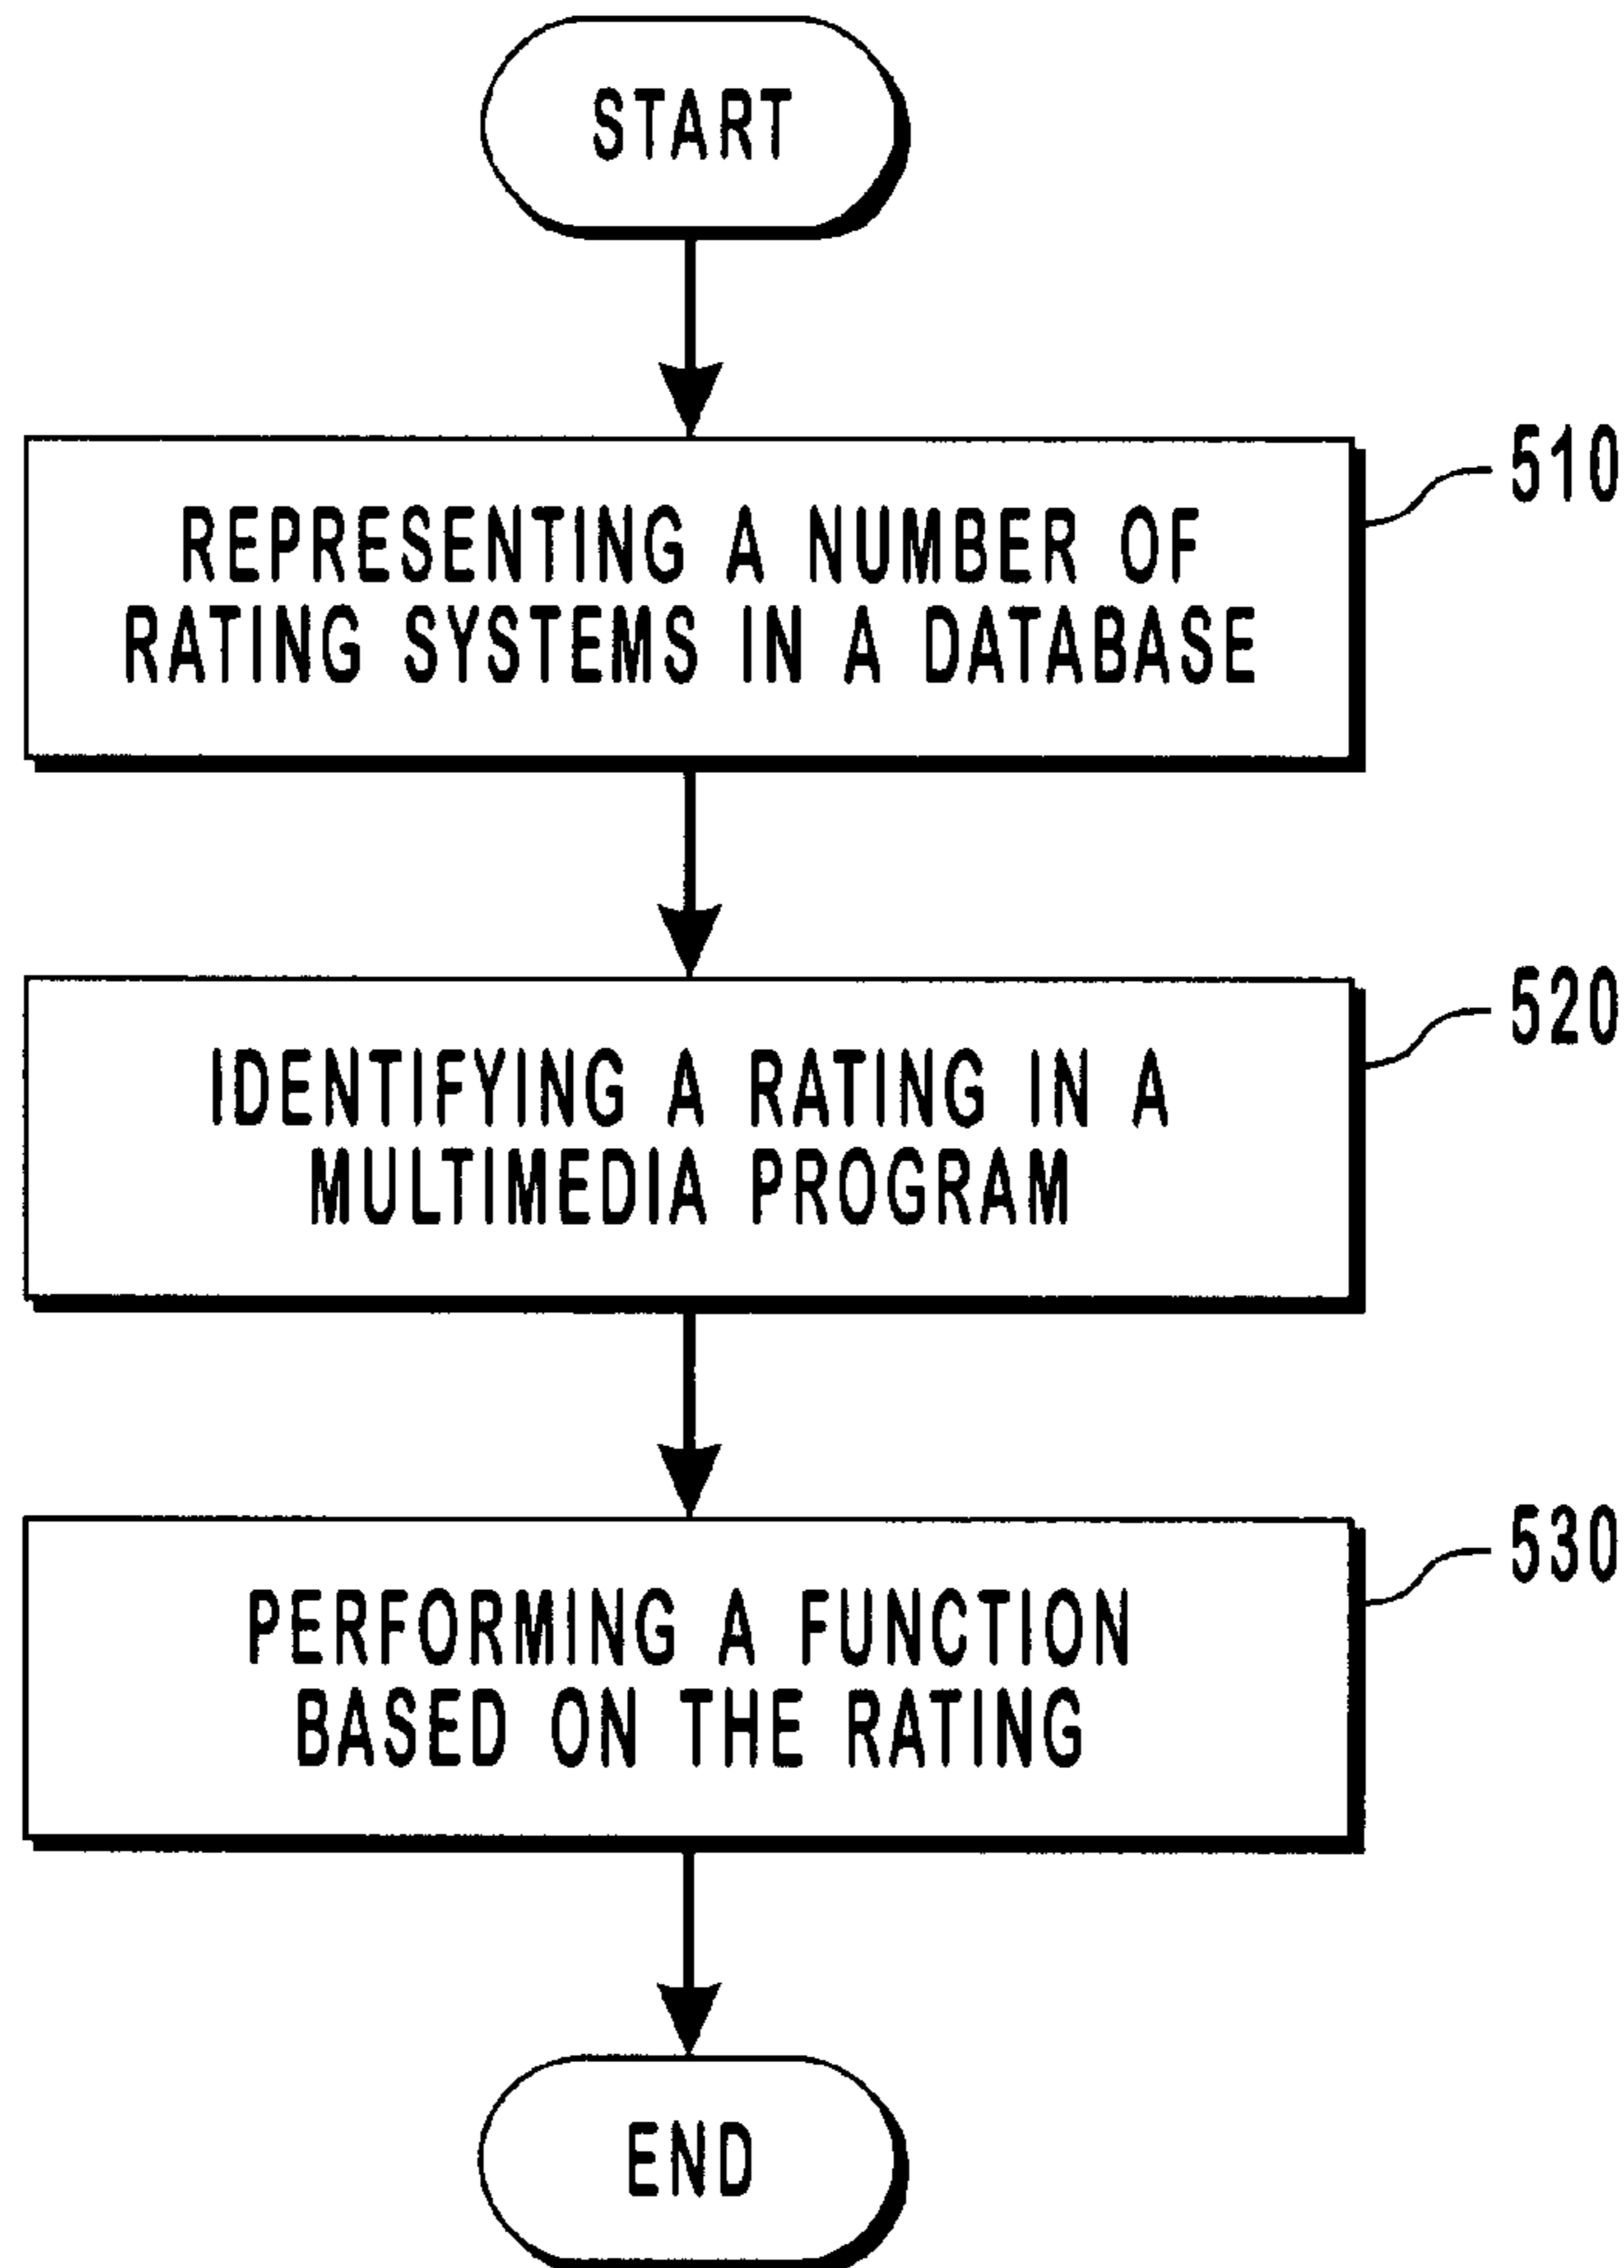 START
REPRESENTING A NUMBER OF
RATING SYSTEMS IN A DATABASE
510
IDENTIFYING A RATING IN A
MULTIMEDIA PROGRAM
520
PERFORMING A FUNCTION
BASED ON THE RATING
530
END